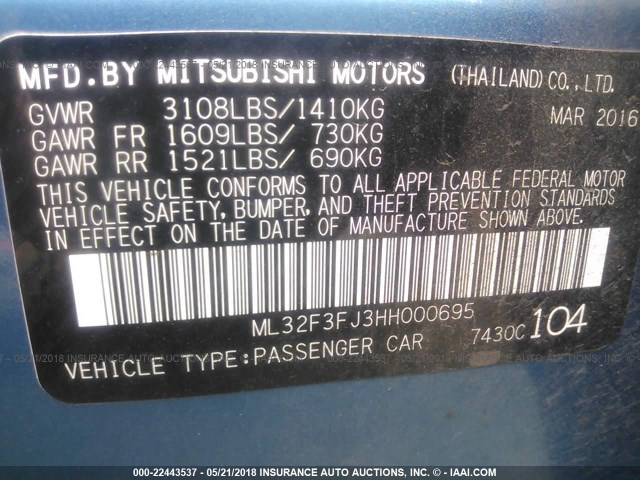 MFD.BY MITSUBISHI MOTORS (THAILAND)CO.,LTD.
GVWR 3108LBS/1410KG MAR 2016
GAWR FR 1609LBS/ 730KG
GAWR RR 1521LBS/ 690KG
THIS VEHICLE CONFORMS TO ALL APPLICABLE FEDERAL MOTOR
VEHICLE SAFETY, BUMPER, AND THEFT PREVENTION STANDARDS
IN EFFECT ON THE DATE OF MANUFACTURE SHOWN ABOVE.
ML32F3FJ3HH000695
7430C 104
VEHICLE TYPE:PASSENGER CAR
000-22443537 - 05/21/2018 INSURANCE AUTO AUCTIONS, INC. - IAAI.COM